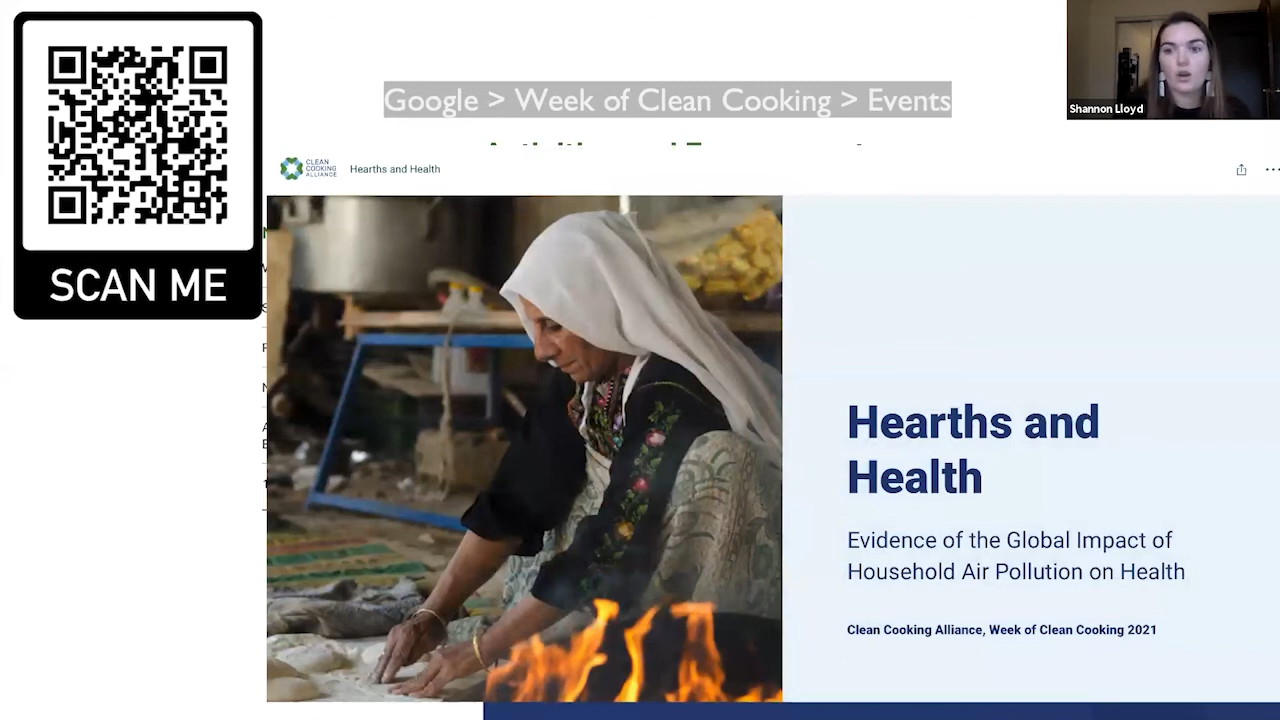 Google > Week of Clean Cooking > Events
Shannon Lloyd
CLEAN
COOKING
ALLIANCE
Hearths and Health
SCAN ME
Hearths and
Health
Evidence of the Global Impact of
Household Air Pollution on Health
Clean Cooking Alliance, Week of Clean Cooking 2021